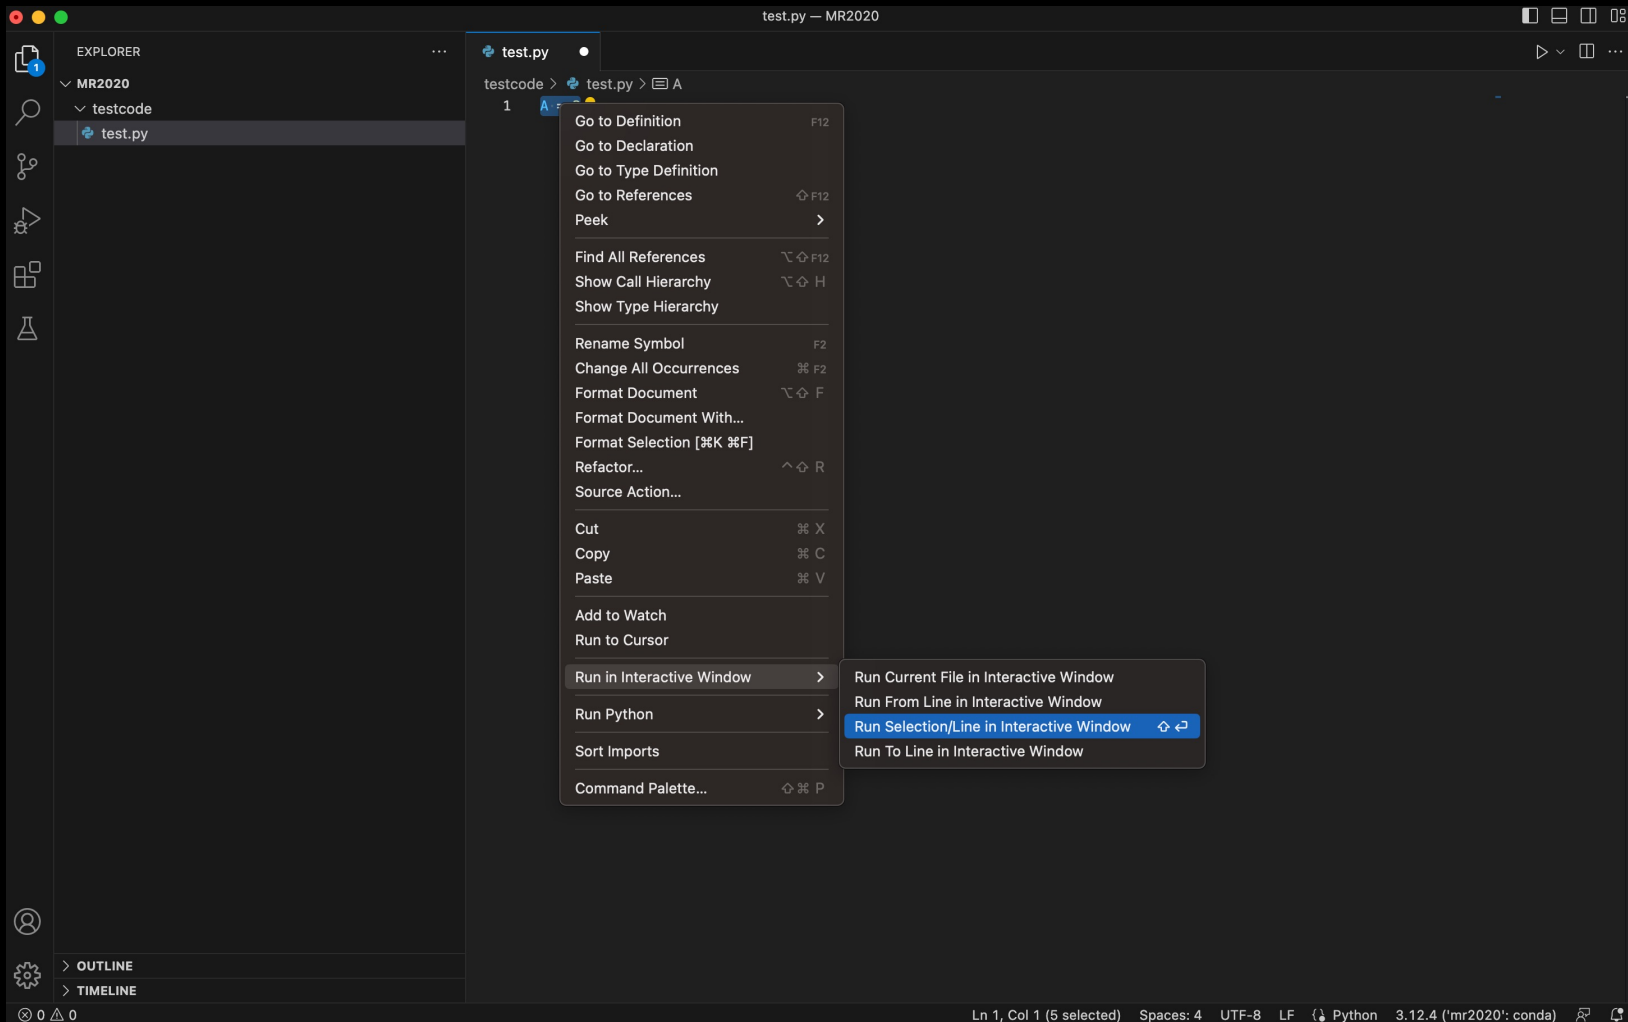 test.py — MR2020
EXPLORER
1
MR2020
testcode
test.py
test.py
testcode > test.py > A
1 A =
Go to Definition F12
Go to Declaration
Go to Type Definition
Go to References ⇧F12
Peek
Find All References ⌥⇧F12
Show Call Hierarchy ⌥⇧ H
Show Type Hierarchy
Rename Symbol F2
Change All Occurrences ⌘ F2
Format Document ⌥⇧ F
Format Document With...
Format Selection [⌘K ⌘F]
Refactor... ^⇧ R
Source Action...
Cut ⌘ X
Copy ⌘ C
Paste ⌘ V
Add to Watch
Run to Cursor
Run in Interactive Window
Run Python
Sort Imports
Command Palette... ⇧⌘ P
Run Current File in Interactive Window
Run From Line in Interactive Window
Run Selection/Line in Interactive Window ⇧ ⏎
Run To Line in Interactive Window
OUTLINE
TIMELINE
0 0 Ln 1, Col 1 (5 selected) Spaces: 4 UTF-8 LF Python 3.12.4 ('mr2020': conda)